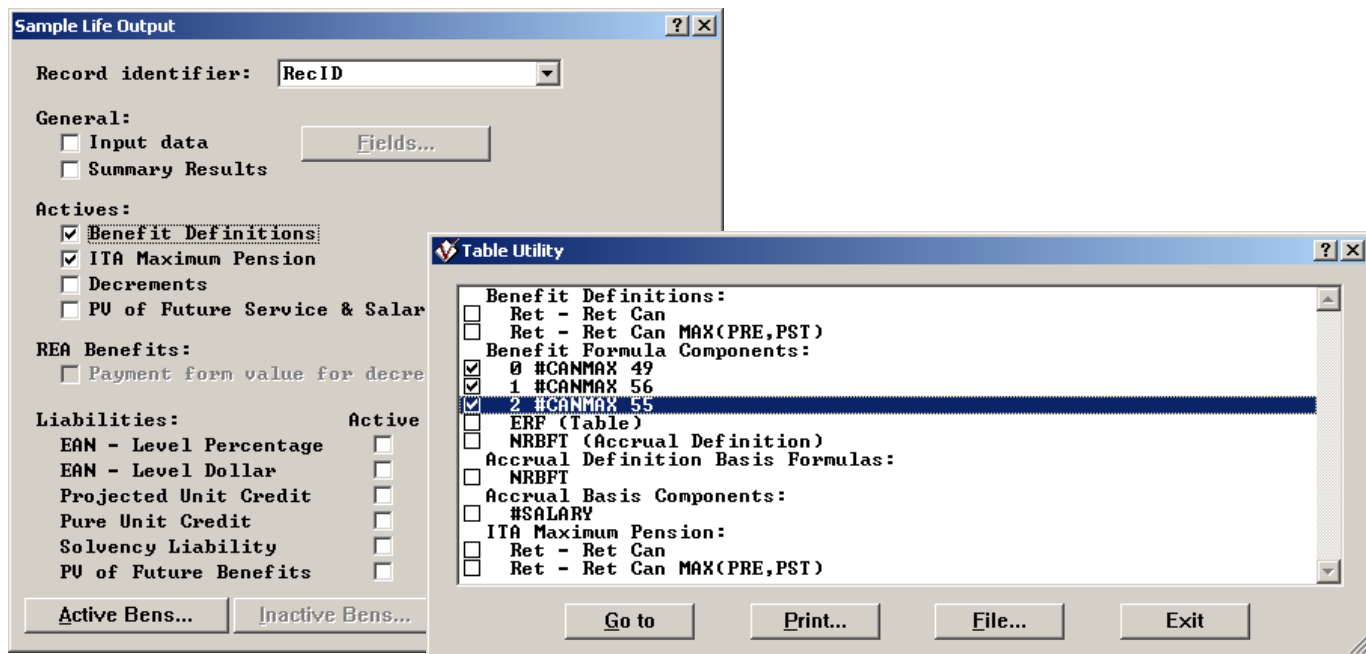 Sample Life Output
Record identifier: RecID
General:
Input data
Fields...
Summary Results
Actives:
Benefit Definitions
ITA Maximum Pension
Decrements
PV of Future Service & Salar
REA Benefits:
Payment form value for decre
Liabilities: Active
EAN - Level Percentage
EAN - Level Dollar
Projected Unit Credit
Pure Unit Credit
Solvency Liability
PV of Future Benefits
Active Bens... Inactive Bens...
Table Utility
Benefit Definitions:
Ret - Ret Can
Ret - Ret Can MAX(PRE,PST)
Benefit Formula Components:
0 #CANMAX 49
1 #CANMAX 56
2 #CANMAX 55
ERF (Table)
NRBFT (Accrual Definition)
Accrual Definition Basis Formulas:
NRBFT
Accrual Basis Components:
#SALARY
ITA Maximum Pension:
Ret - Ret Can
Ret - Ret Can MAX(PRE,PST)
Go to Print... File... Exit